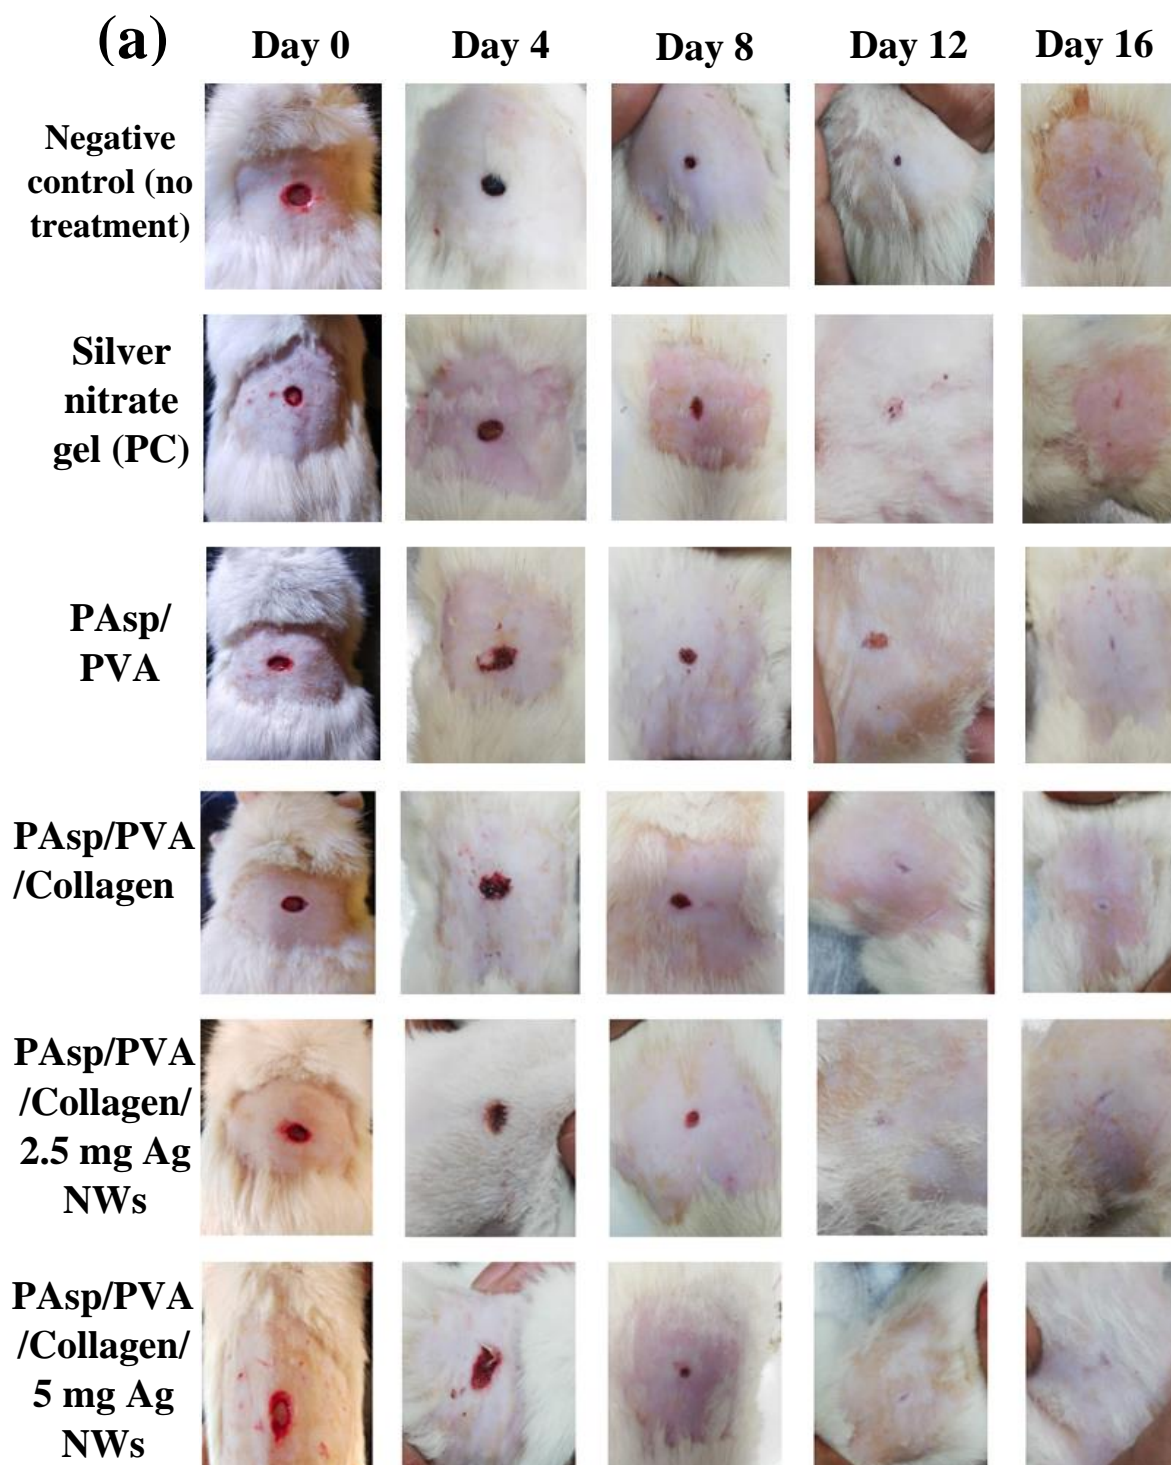 (a)
Day 0 Day 4 Day 8 Day 12 Day 16
Negative
control (no
treatment)
Silver
nitrate
gel (PC)
PAsp/
PVA
PAsp/PVA
/Collagen
PAsp/PVA
/Collagen/
2.5 mg Ag
NWs
PAsp/PVA
/Collagen/
5 mg Ag
NWs